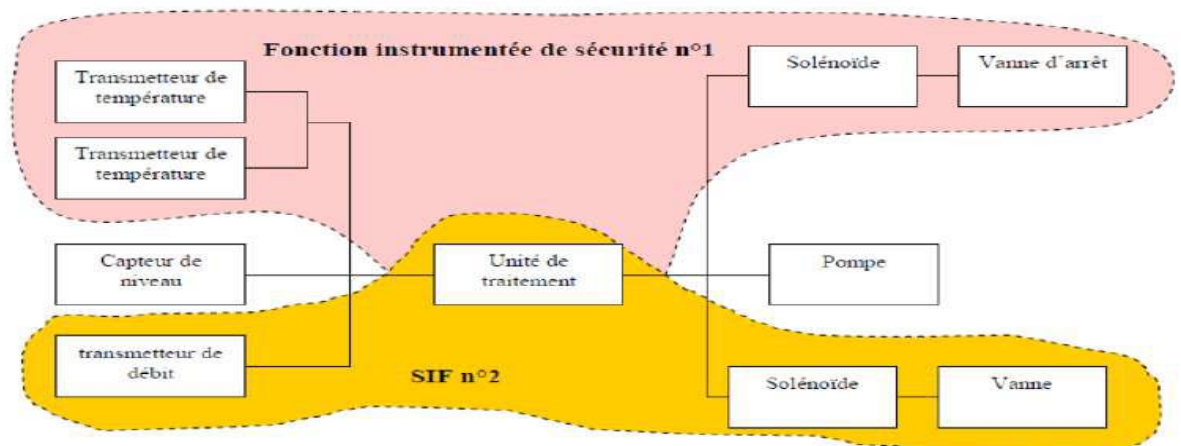 Fonction instrumentée de sécurité n°1
Transmetteur de
température
Transmetteur de
température
Solénoïde
Vanne d'arrêt
Capteur de
niveau
Unité de
traitement
Pompe
transmetteur de
débit
SIF n°2
Solénoïde
Vanne